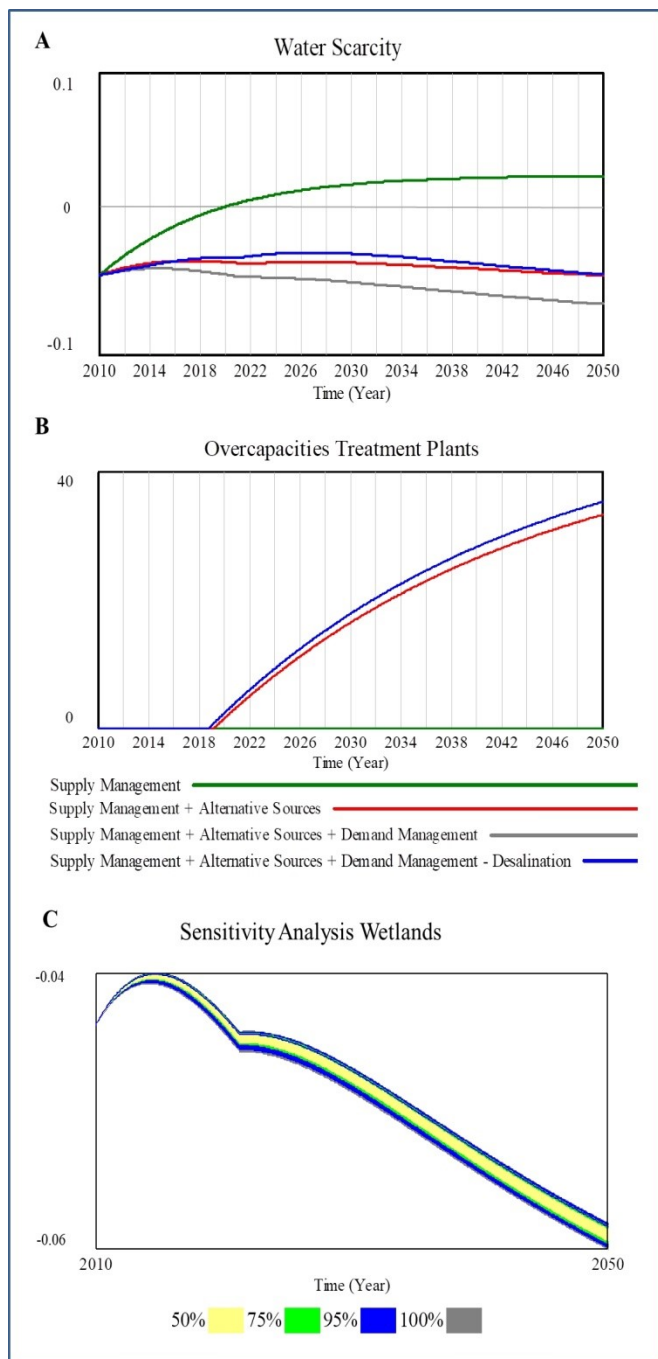 A
Water Scarcity
0.1
0
-0.1
2010 2014 2018 2022 2026 2030 2034 2038 2042 2046 2050
Time (Year)
B
Overcapacities Treatment Plants
40
0
2010 2014 2018 2022 2026 2030 2034 2038 2042 2046 2050
Time (Year)
Supply Management
Supply Management + Alternative Sources
Supply Management + Alternative Sources + Demand Management
Supply Management + Alternative Sources + Demand Management - Desalination
C
Sensitivity Analysis Wetlands
-0.04
-0.06
2010 2050
Time (Year)
50% 75% 95% 100%